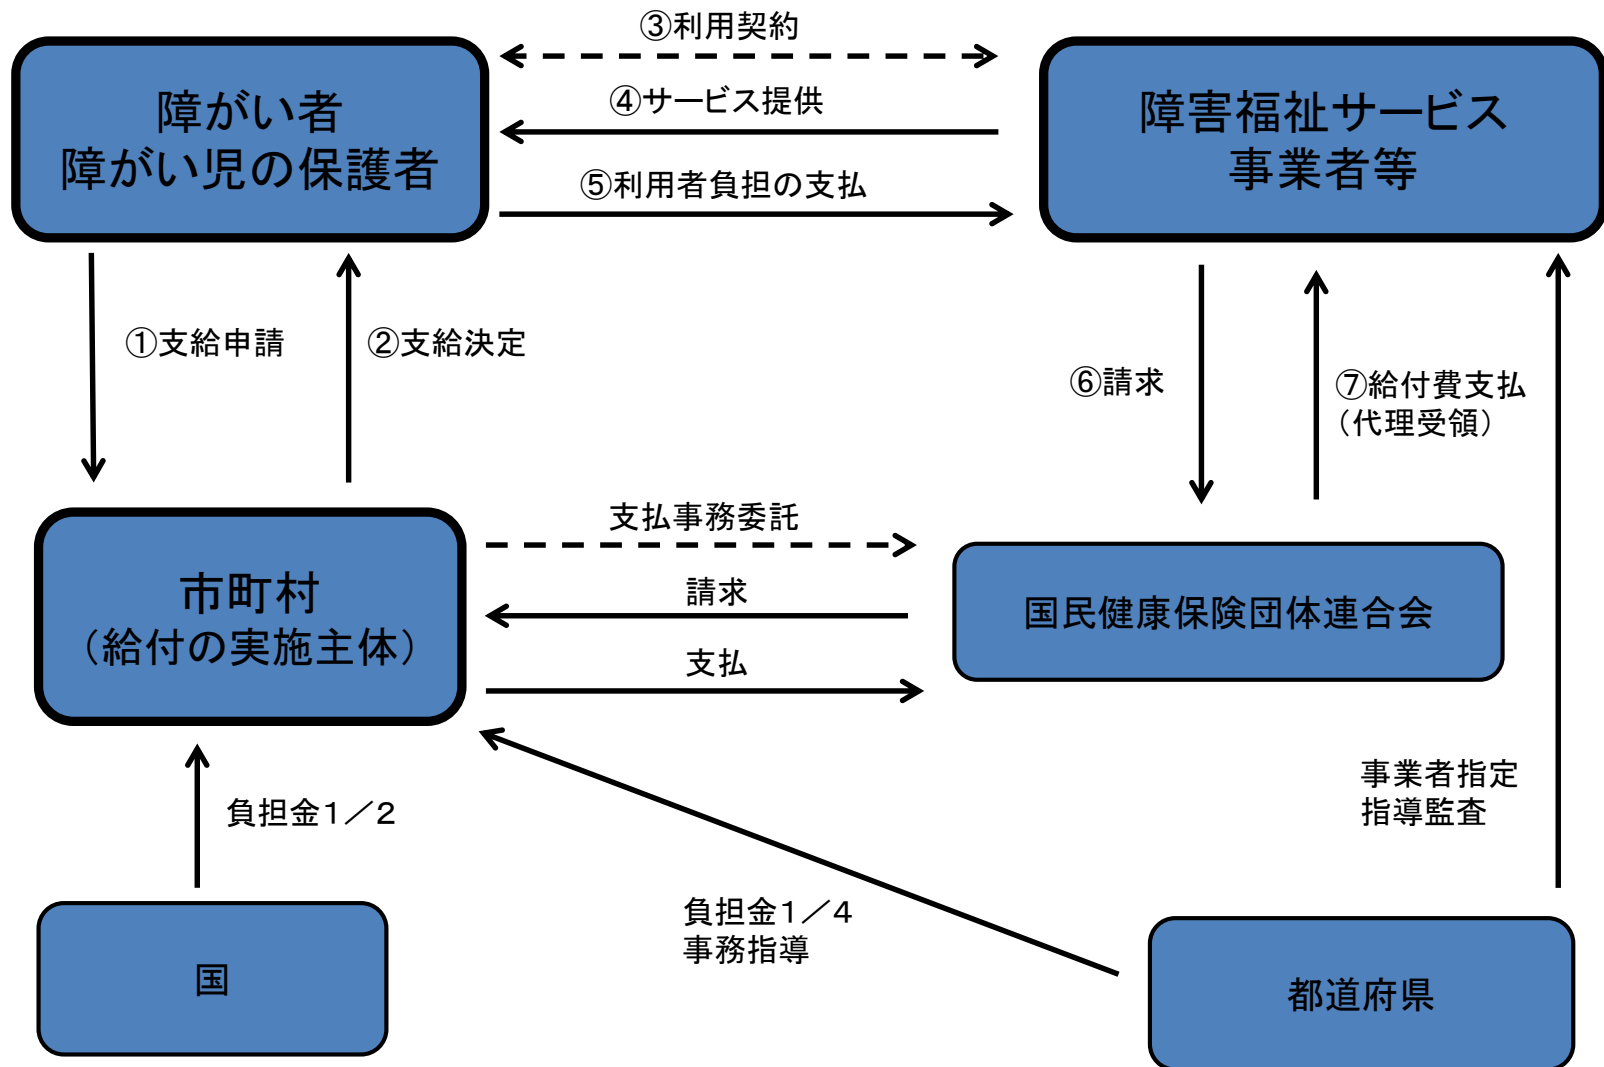 ③利用契約
障がい者
障がい児の保護者
④サービス提供
⑤利用者負担の支払
障害福祉サービス
事業者等
①支給申請
②支給決定
⑥請求
⑦給付費支払
（代理受領）
市町村
（給付の実施主体）
支払事務委託
請求
支払
国民健康保険団体連合会
負担金１／２
事業者指定
指導監査
負担金１／４
事務指導
国
都道府県